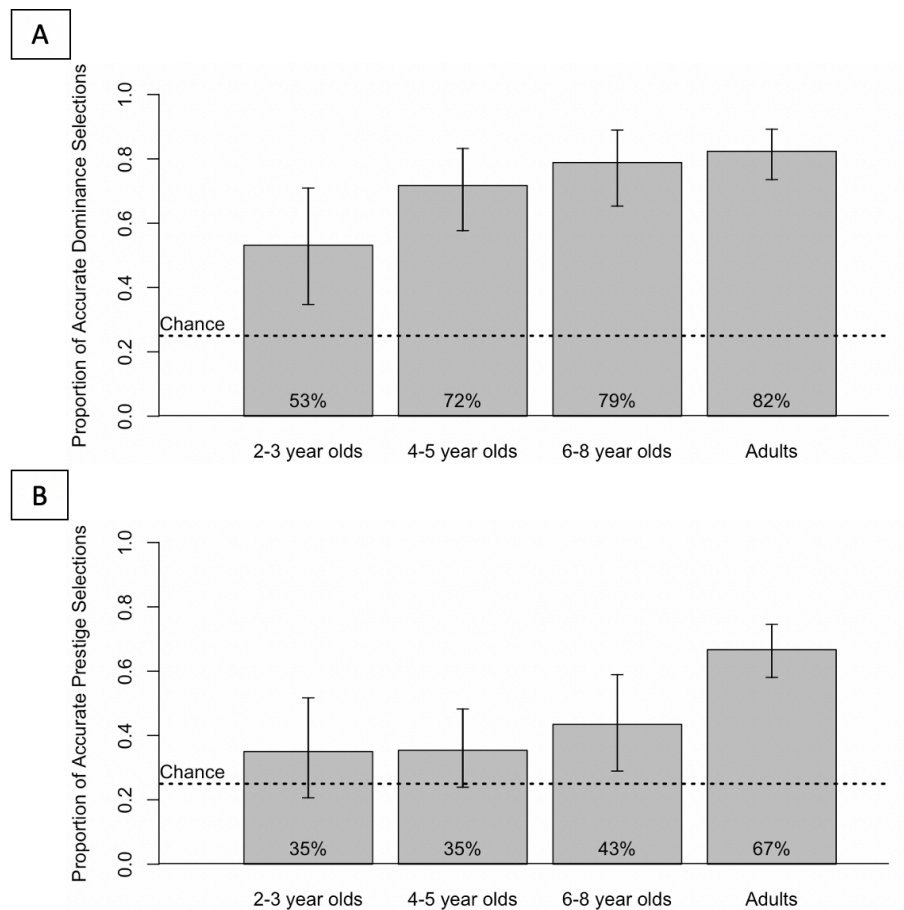 A
Proportion of Accurate Dominance Selections
1.0
0.8
0.6
0.4
0.2
0.0
Chance
53%
72%
79%
82%
2-3 year olds
4-5 year olds
6-8 year olds
Adults
B
Proportion of Accurate Prestige Selections
1.0
0.8
0.6
0.4
0.2
0.0
Chance
35%
35%
43%
67%
2-3 year olds
4-5 year olds
6-8 year olds
Adults